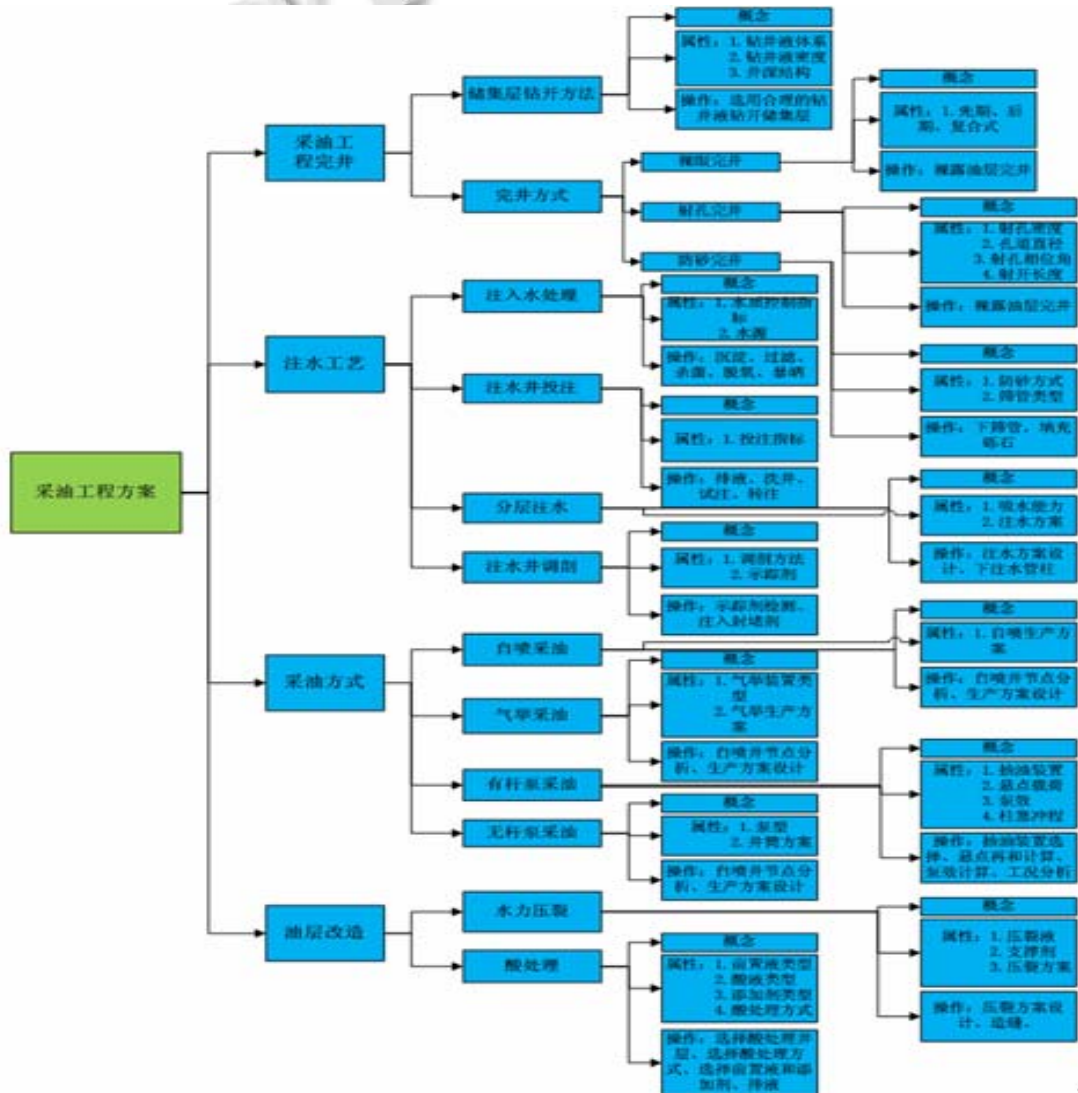 采油工程方案
采油工
程完井
储集层钻开方法
概念
属性：1. 钻井液体系
2. 钻井液密度
3. 井深结构
操作：选用合理的钻
井液钻开储集层
完井方式
裸眼完井
概念
属性：1. 先期、后
期、复合式
操作：裸露油层完井
射孔完井
概念
属性：1. 射孔密度
2. 孔道直径
3. 射孔相位角
4. 射开长度
操作：裸露油层完井
防砂完井
概念
属性：1. 防砂方式
2. 筛管类型
操作：下筛管、填充
砾石
注水工艺
注入水处理
概念
属性：1. 水质控制指
标
2. 水源
操作：沉淀、过滤、
杀菌、脱氧、暴晒
注水井投注
概念
属性：1. 投注指标
操作：排液、洗井、
试注、转注
分层注水
概念
属性：1. 吸水能力
2. 注水方案
操作：注水方案设
计、下注水管柱
注水井调剖
概念
属性：1. 调剖方法
2. 示踪剂
操作：示踪剂检测、
注入封堵剂
采油方式
自喷采油
概念
属性：1. 自喷生产方
案
操作：自喷井节点分
析、生产方案设计
气举采油
概念
属性：1. 气举装置类
型
2. 气举生产方
案
操作：自喷井节点分
析、生产方案设计
有杆泵采油
概念
属性：1. 抽油装置
2. 悬点载荷
3. 泵效
4. 柱塞冲程
操作：抽油装置选
择、悬点再和计算、
泵效计算、工况分析
无杆泵采油
概念
属性：1. 泵型
2. 井筒方案
操作：自喷井节点分
析、生产方案设计
油层改造
水力压裂
概念
属性：1. 压裂液
2. 支撑剂
3. 压裂方案
操作：压裂方案设
计、造缝、
酸处理
概念
属性：1. 前置液类型
2. 酸液类型
3. 添加剂类型
4. 酸处理方式
操作：选择酸处理井
层、选择酸处理方
式、选择前置液和添
加剂、排液